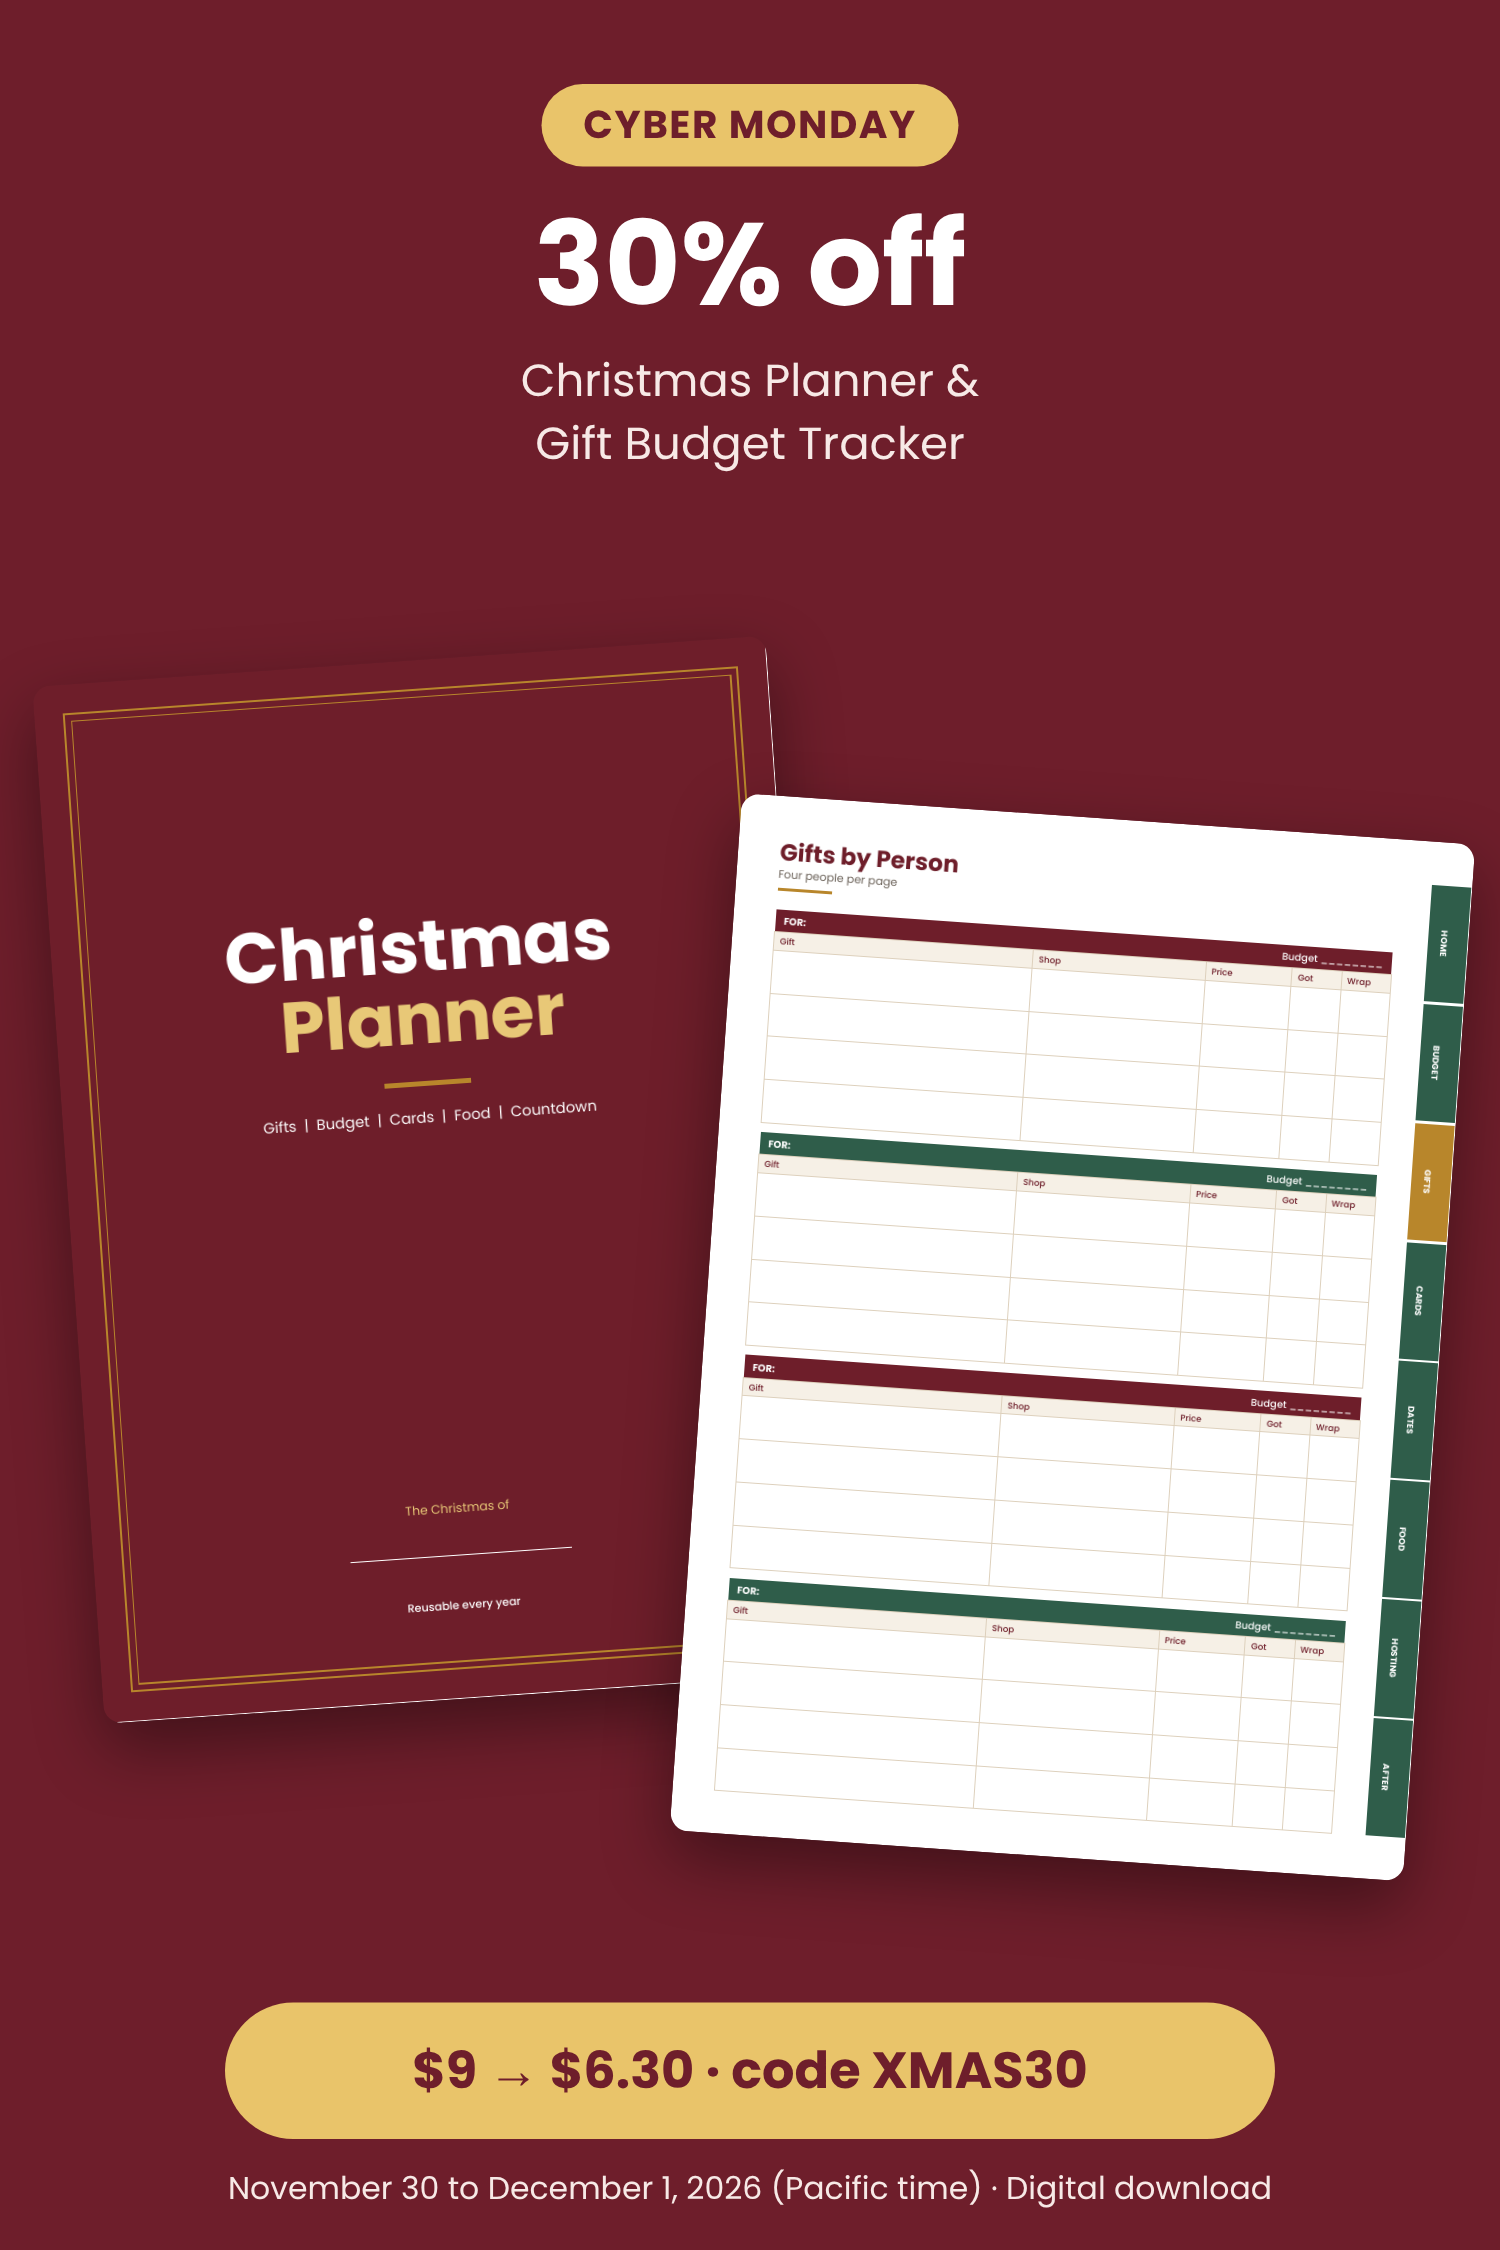 CYBER MONDAY
30% off
Christmas Planner &
Gift Budget Tracker
Christmas
Planner
Gifts | Budget | Cards | Food | Countdown
The Christmas of
Reusable every year
Gifts by Person
Four people per page
FOR: Budget ________
Gift Shop Price Got Wrap
FOR: Budget ________
Gift Shop Price Got Wrap
FOR: Budget ________
Gift Shop Price Got Wrap
FOR: Budget ________
Gift Shop Price Got Wrap
HOME
BUDGET
GIFTS
CARDS
DATES
FOOD
HOSTING
AFTER
$9 → $6.30 · code XMAS30
November 30 to December 1, 2026 (Pacific time) · Digital download